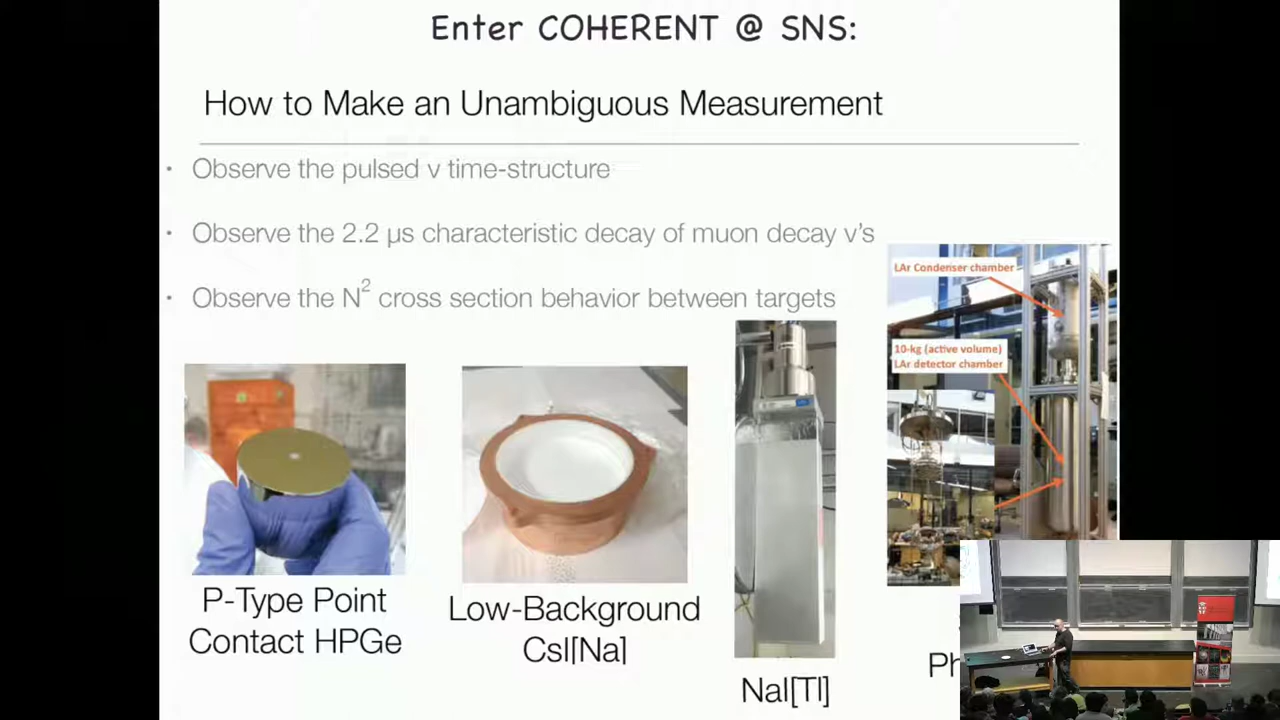 Enter COHERENT @ SNS:
How to Make an Unambiguous Measurement
• Observe the pulsed ν time-structure
• Observe the 2.2 μs characteristic decay of muon decay ν's
• Observe the N² cross section behavior between targets
LAr Condenser chamber
10-kg (active volume)
LAr detector chamber
P-Type Point
Contact HPGe
Low-Background
CsI[Na]
NaI[Tl]